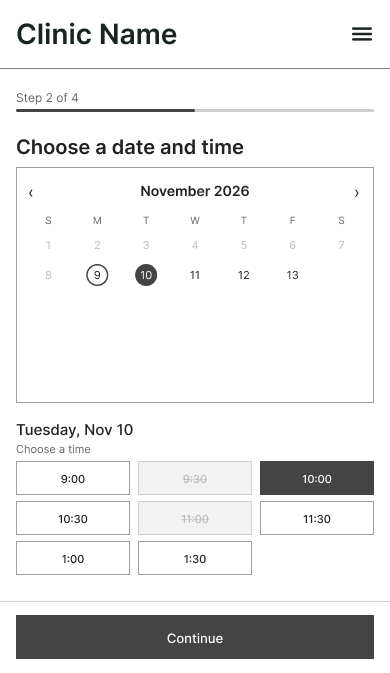 Clinic Name
Step 2 of 4
Choose a date and time
‹ November 2026 ›
S M T W T F S
1 2 3 4 5 6 7
8 9 10 11 12 13
Tuesday, Nov 10
Choose a time
9:00 9:30 10:00
10:30 11:00 11:30
1:00 1:30
Continue